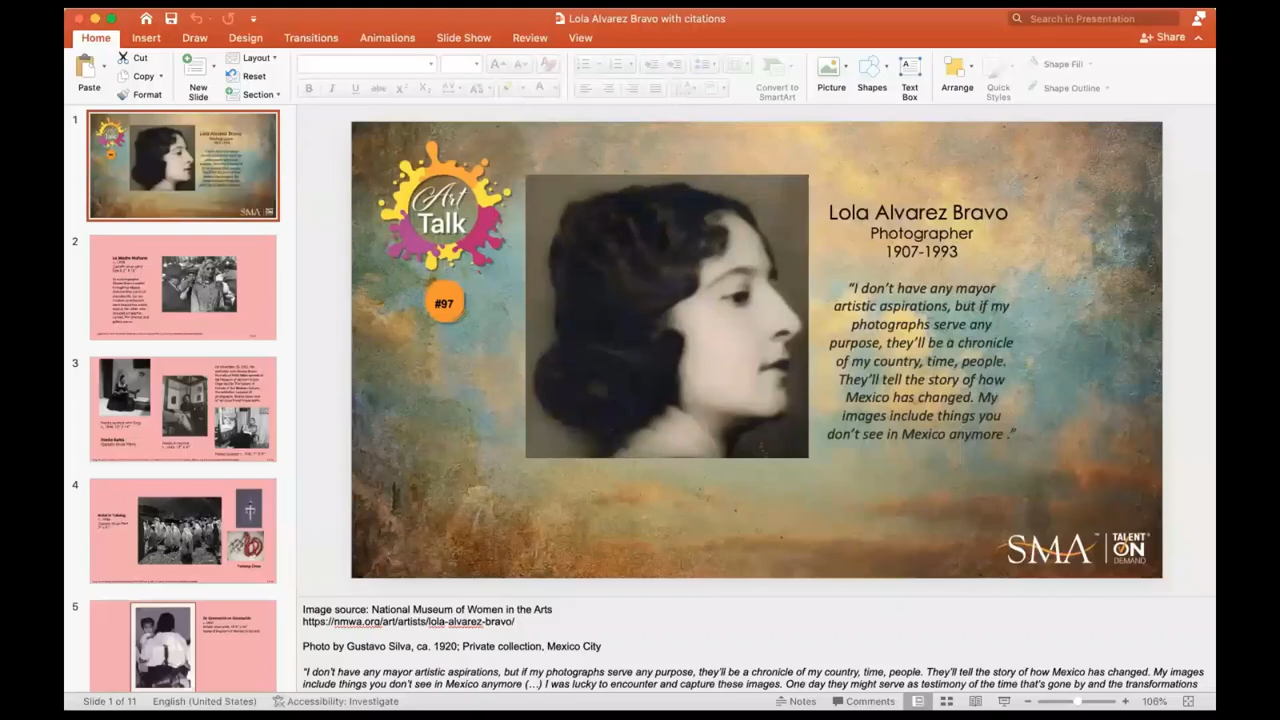 Lola Alvarez Bravo with citations
Search in Presentation
Home Insert Draw Design Transitions Animations Slide Show Review View
Share
Paste
Cut
Copy
Format
New
Slide
Layout
Reset
Section
Convert to
SmartArt
Picture
Shapes
Text
Box
Arrange
Quick
Styles
Shape Fill
Shape Outline
1
2
3
4
5
Art
Talk
#97
Lola Alvarez Bravo
Photographer
1907-1993
“I don’t have any mayor
artistic aspirations, but if my
photographs serve any
purpose, they’ll be a chronicle
of my country, time, people.
They’ll tell the story of how
Mexico has changed. My
images include things you
don’t see in Mexico anymore .”
SMA
TALENT
ON
DEMAND
Image source: National Museum of Women in the Arts
https://nmwa.org/art/artists/lola-alvarez-bravo/
Photo by Gustavo Silva, ca. 1920; Private collection, Mexico City
“I don’t have any mayor artistic aspirations, but if my photographs serve any purpose, they’ll be a chronicle of my country, time, people. They’ll tell the story of how Mexico has changed. My images
include things you don’t see in Mexico anymore (…) I was lucky to encounter and capture these images. One day they might serve as testimony of the time that’s gone by and the transformations
Slide 1 of 11 English (United States) Accessibility: Investigate
Notes Comments 106%